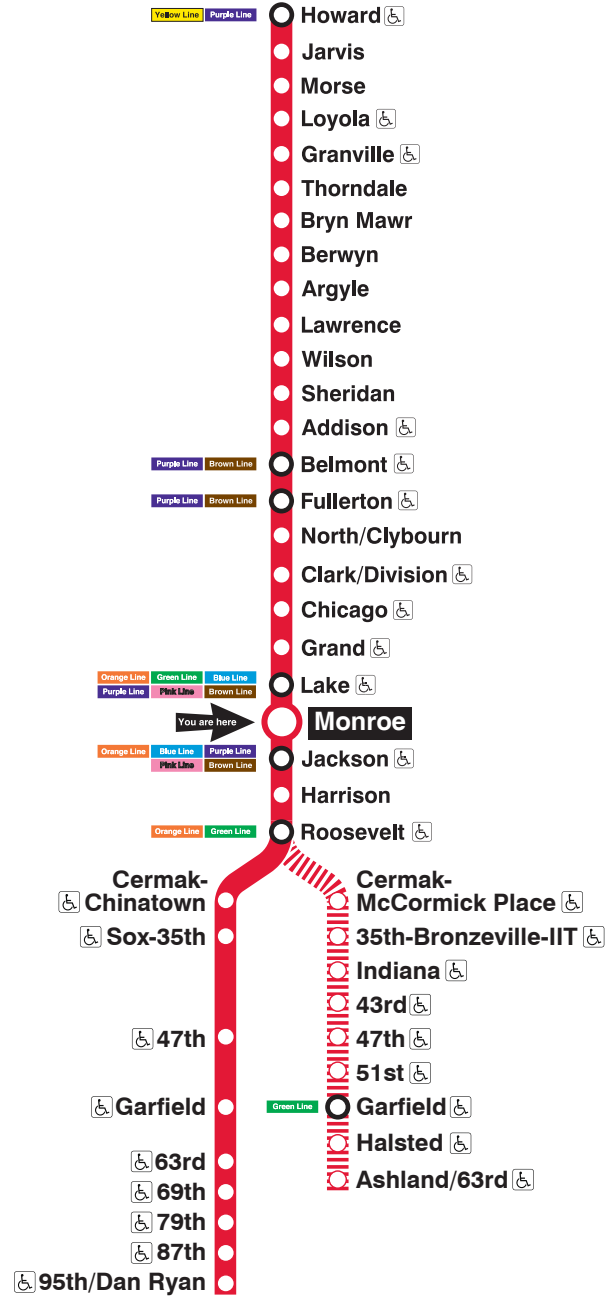 Yellow Line Purple Line Howard
Jarvis
Morse
Loyola
Granville
Thorndale
Bryn Mawr
Berwyn
Argyle
Lawrence
Wilson
Sheridan
Addison
Purple Line Brown Line Belmont
Purple Line Brown Line Fullerton
North/Clybourn
Clark/Division
Chicago
Grand
Orange Line Green Line Blue Line
Purple Line Pink Line Brown Line
Lake
You are here Monroe
Orange Line Blue Line Purple Line
Pink Line Brown Line
Jackson
Harrison
Orange Line Green Line Roosevelt
Cermak-
Chinatown
Sox-35th
47th
Garfield
63rd
69th
79th
87th
95th/Dan Ryan
Cermak-
McCormick Place
35th-Bronzeville-IIT
Indiana
43rd
47th
51st
Green Line Garfield
Halsted
Ashland/63rd